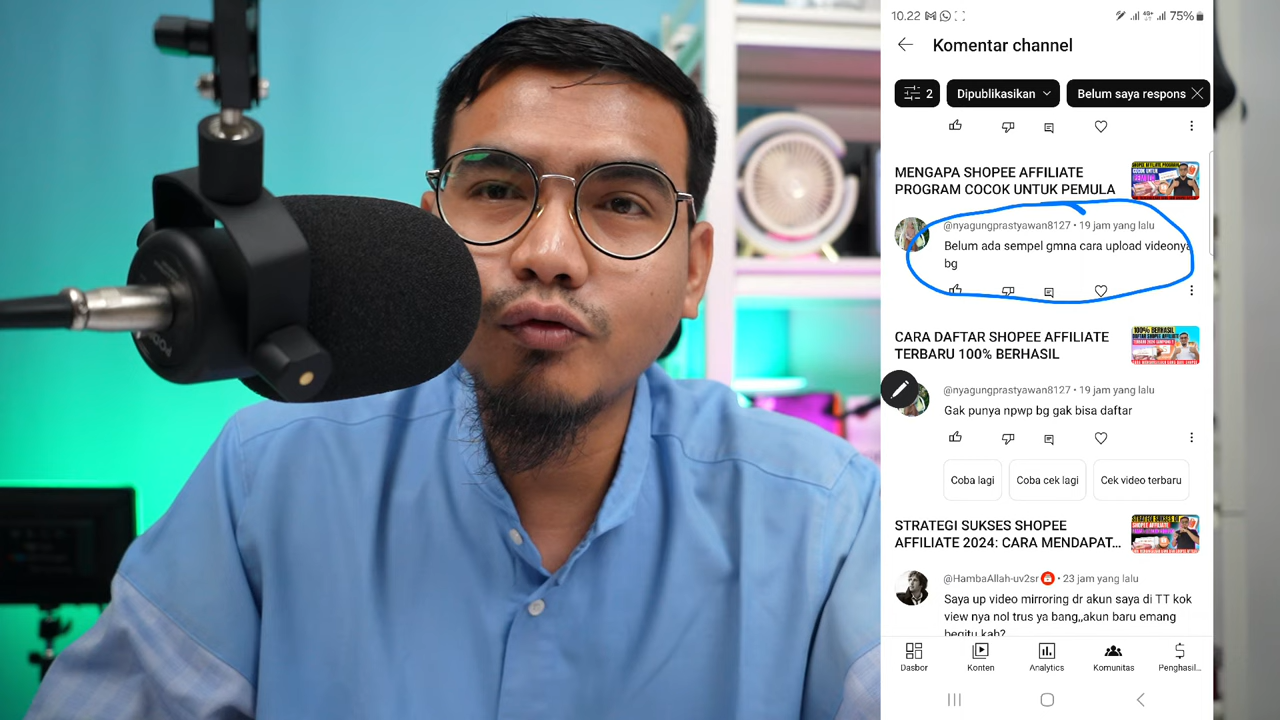 10.22
4G+
75%
Komentar channel
2
Dipublikasikan
Belum saya respons
MENGAPA SHOPEE AFFILIATE
PROGRAM COCOK UNTUK PEMULA
@nyagungprastyawan8127 • 19 jam yang lalu
Belum ada sempel gmna cara upload videonya
bg
CARA DAFTAR SHOPEE AFFILIATE
TERBARU 100% BERHASIL
100% BERHASIL
@nyagungprastyawan8127 • 19 jam yang lalu
Gak punya npwp bg gak bisa daftar
Coba lagi
Coba cek lagi
Cek video terbaru
STRATEGI SUKSES SHOPEE
AFFILIATE 2024: CARA MENDAPAT...
@HambaAllah-uv2sr • 23 jam yang lalu
Saya up video mirroring dr akun saya di TT kok
view nya nol trus ya bang,,akun baru emang
begitu kah?
Dasbor
Konten
Analytics
Komunitas
Penghasil...